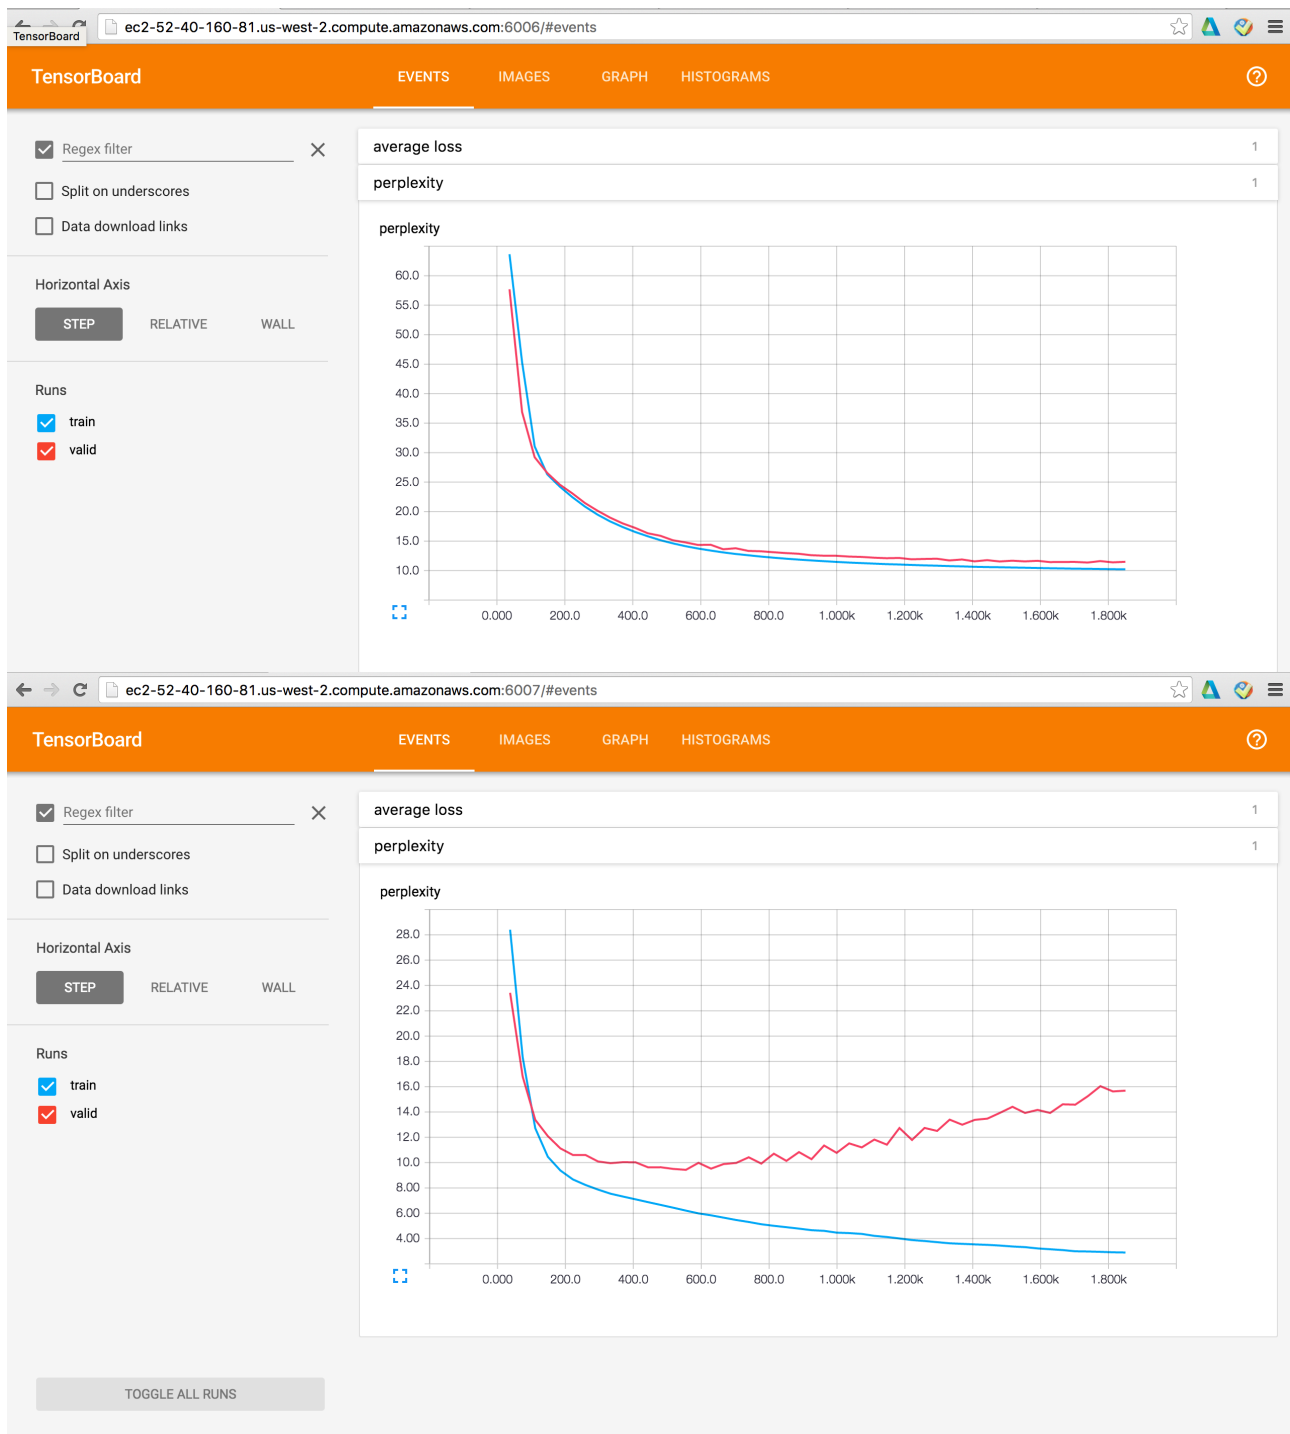 ec2-52-40-160-81.us-west-2.compute.amazonaws.com:6006/#events
TensorBoard
TensorBoard EVENTS IMAGES GRAPH HISTOGRAMS
Regex filter
Split on underscores
Data download links
Horizontal Axis
STEP RELATIVE WALL
Runs
train
valid
average loss 1
perplexity 1
perplexity
60.0
55.0
50.0
45.0
40.0
35.0
30.0
25.0
20.0
15.0
10.0
0.000 200.0 400.0 600.0 800.0 1.000k 1.200k 1.400k 1.600k 1.800k
ec2-52-40-160-81.us-west-2.compute.amazonaws.com:6007/#events
TensorBoard EVENTS IMAGES GRAPH HISTOGRAMS
Regex filter
Split on underscores
Data download links
Horizontal Axis
STEP RELATIVE WALL
Runs
train
valid
TOGGLE ALL RUNS
average loss 1
perplexity 1
perplexity
28.0
26.0
24.0
22.0
20.0
18.0
16.0
14.0
12.0
10.0
8.00
6.00
4.00
0.000 200.0 400.0 600.0 800.0 1.000k 1.200k 1.400k 1.600k 1.800k